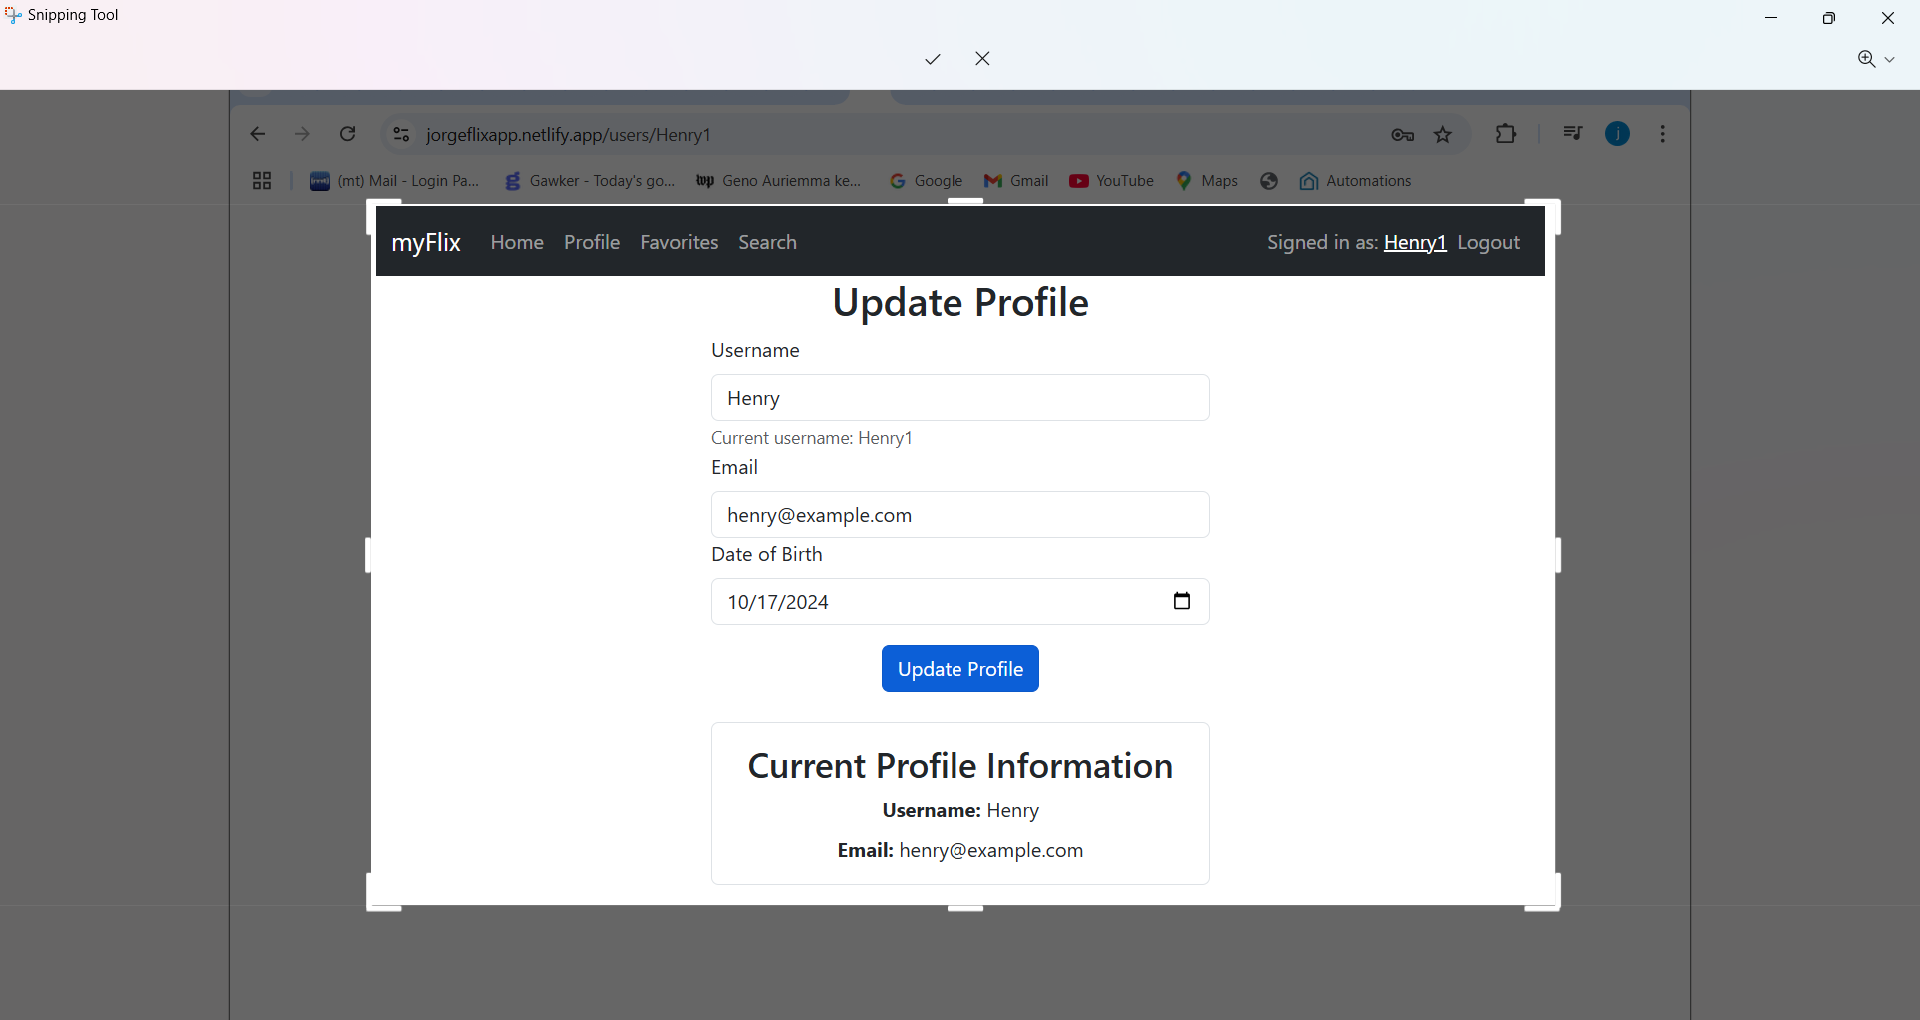 Snipping Tool
jorgeflixapp.netlify.app/users/Henry1
j
(mt) Mail - Login Pa...
Gawker - Today's go...
wp Geno Auriemma ke...
Google
Gmail
YouTube
Maps
Automations
myFlix Home Profile Favorites Search Signed in as: Henry1 Logout
Update Profile
Username
Henry
Current username: Henry1
Email
henry@example.com
Date of Birth
10/17/2024
Update Profile
Current Profile Information
Username: Henry
Email: henry@example.com